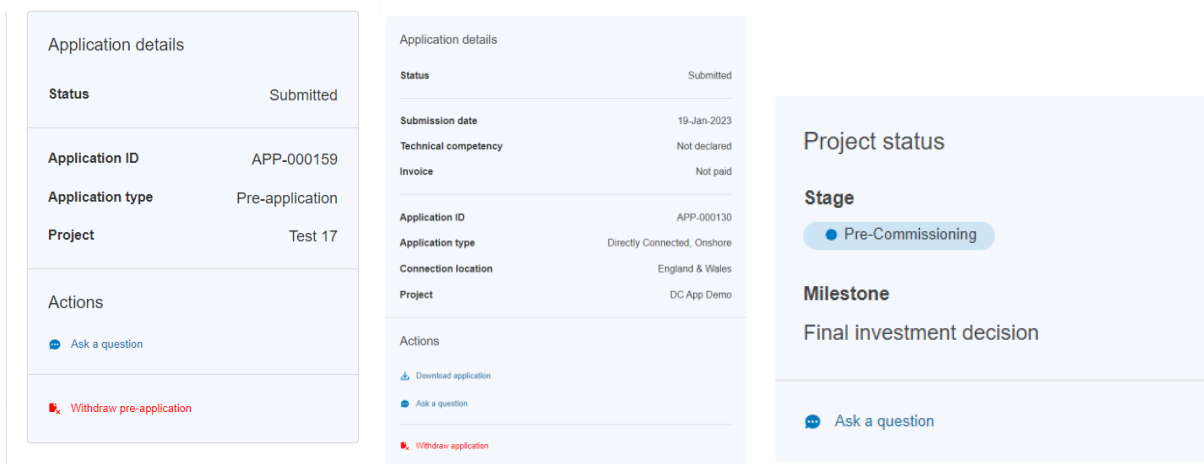 Application details
Status Submitted
Application ID APP-000159
Application type Pre-application
Project Test 17
Actions
Ask a question
Withdraw pre-application
Application details
Status Submitted
Submission date 19-Jan-2023
Technical competency Not declared
Invoice Not paid
Application ID APP-000130
Application type Directly Connected, Onshore
Connection location England & Wales
Project DC App Demo
Actions
Download application
Ask a question
Withdraw application
Project status
Stage
Pre-Commissioning
Milestone
Final investment decision
Ask a question